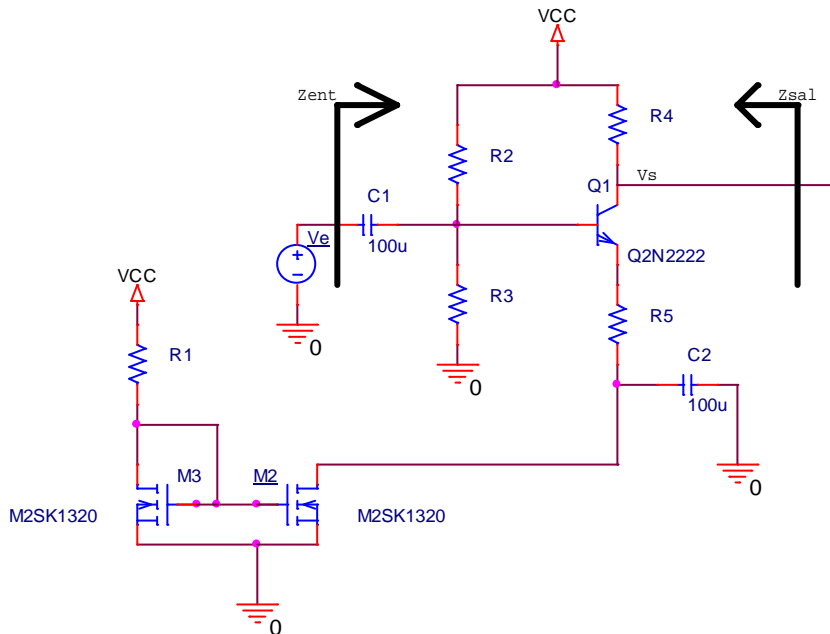 VCC
Zent
Zsal
R4
R2
Vs
Q1
C1
Ve
100u
Q2N2222
VCC
R3
R5
0
R1
0
C2
100u
M3
M2
0
M2SK1320
M2SK1320
0